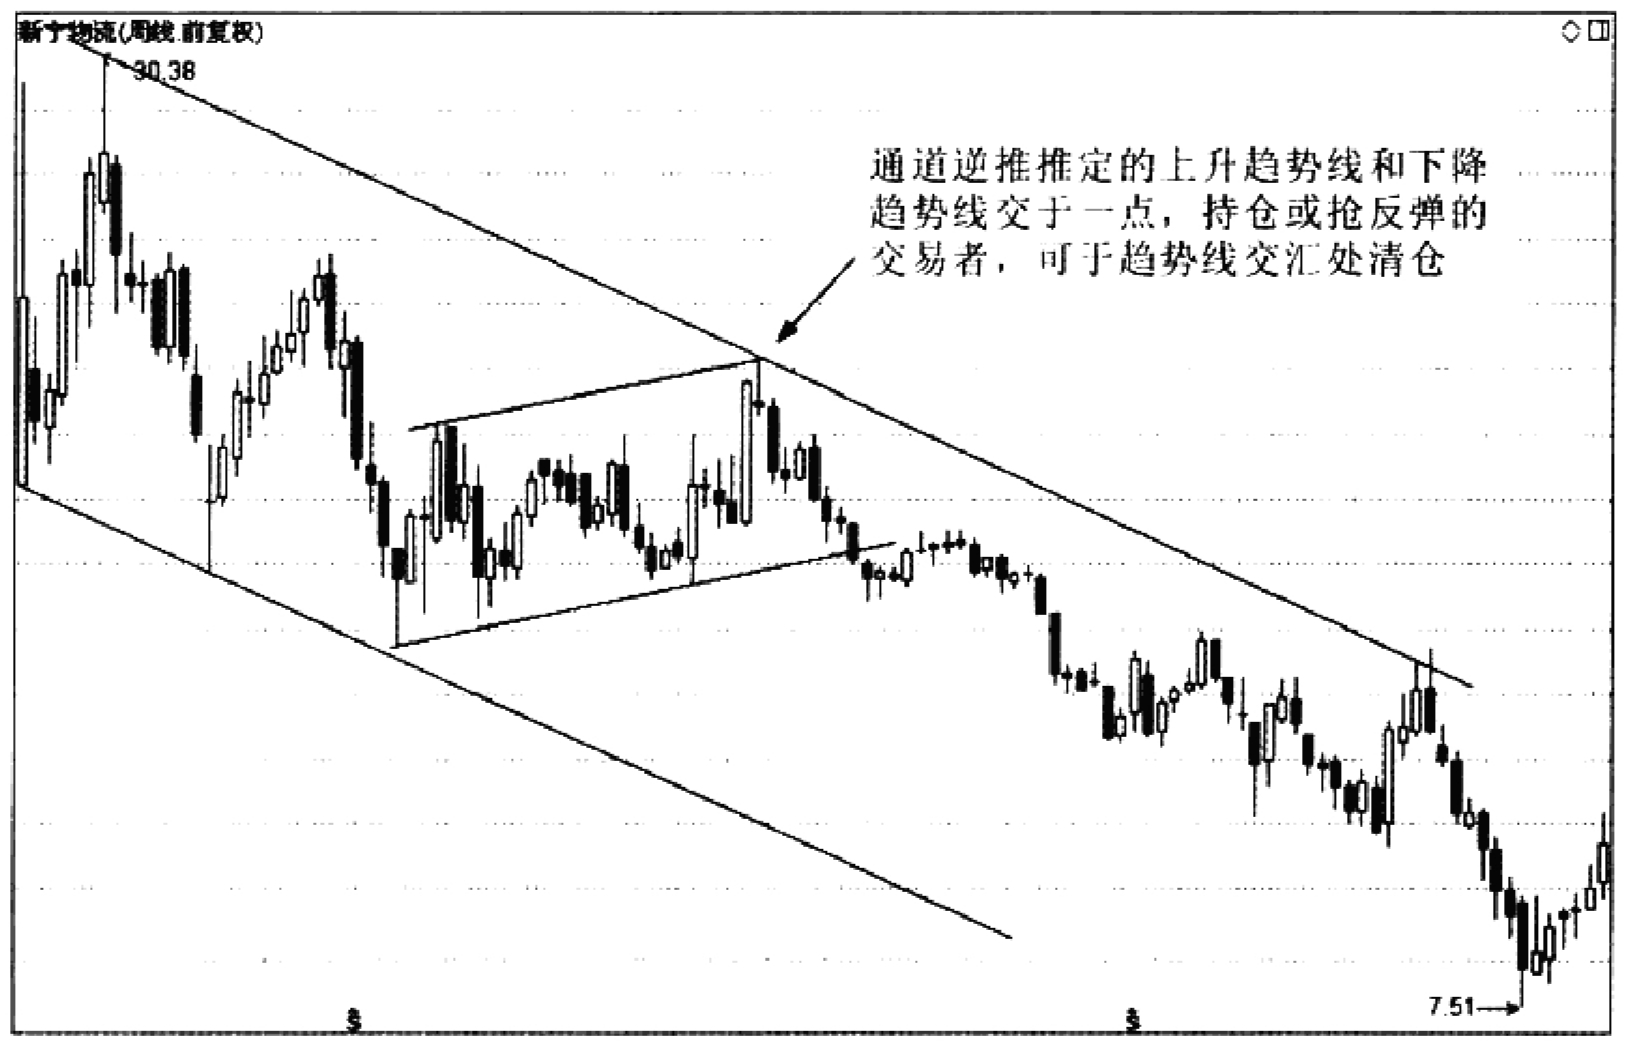 新宁物流(周线.前复权)
30.38
通道逆推推定的上升趋势线和下降
趋势线交于一点，持仓或抢反弹的
交易者，可于趋势线交汇处清仓
7.51
S
S